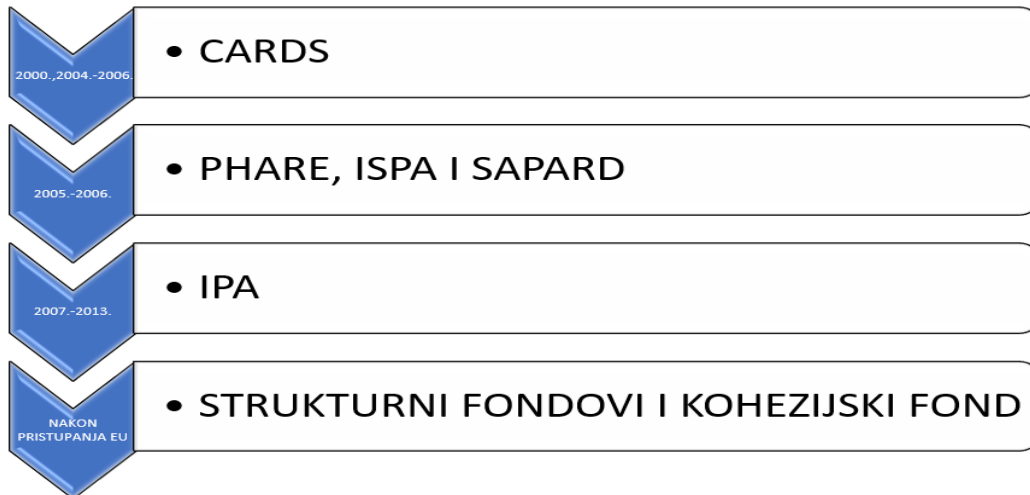 2000.,2004.-2006.
• CARDS
2005.-2006.
• PHARE, ISPA I SAPARD
2007.-2013.
• IPA
NAKON
PRISTUPANJA EU
• STRUKTURNI FONDOVI I KOHEZIJSKI FOND